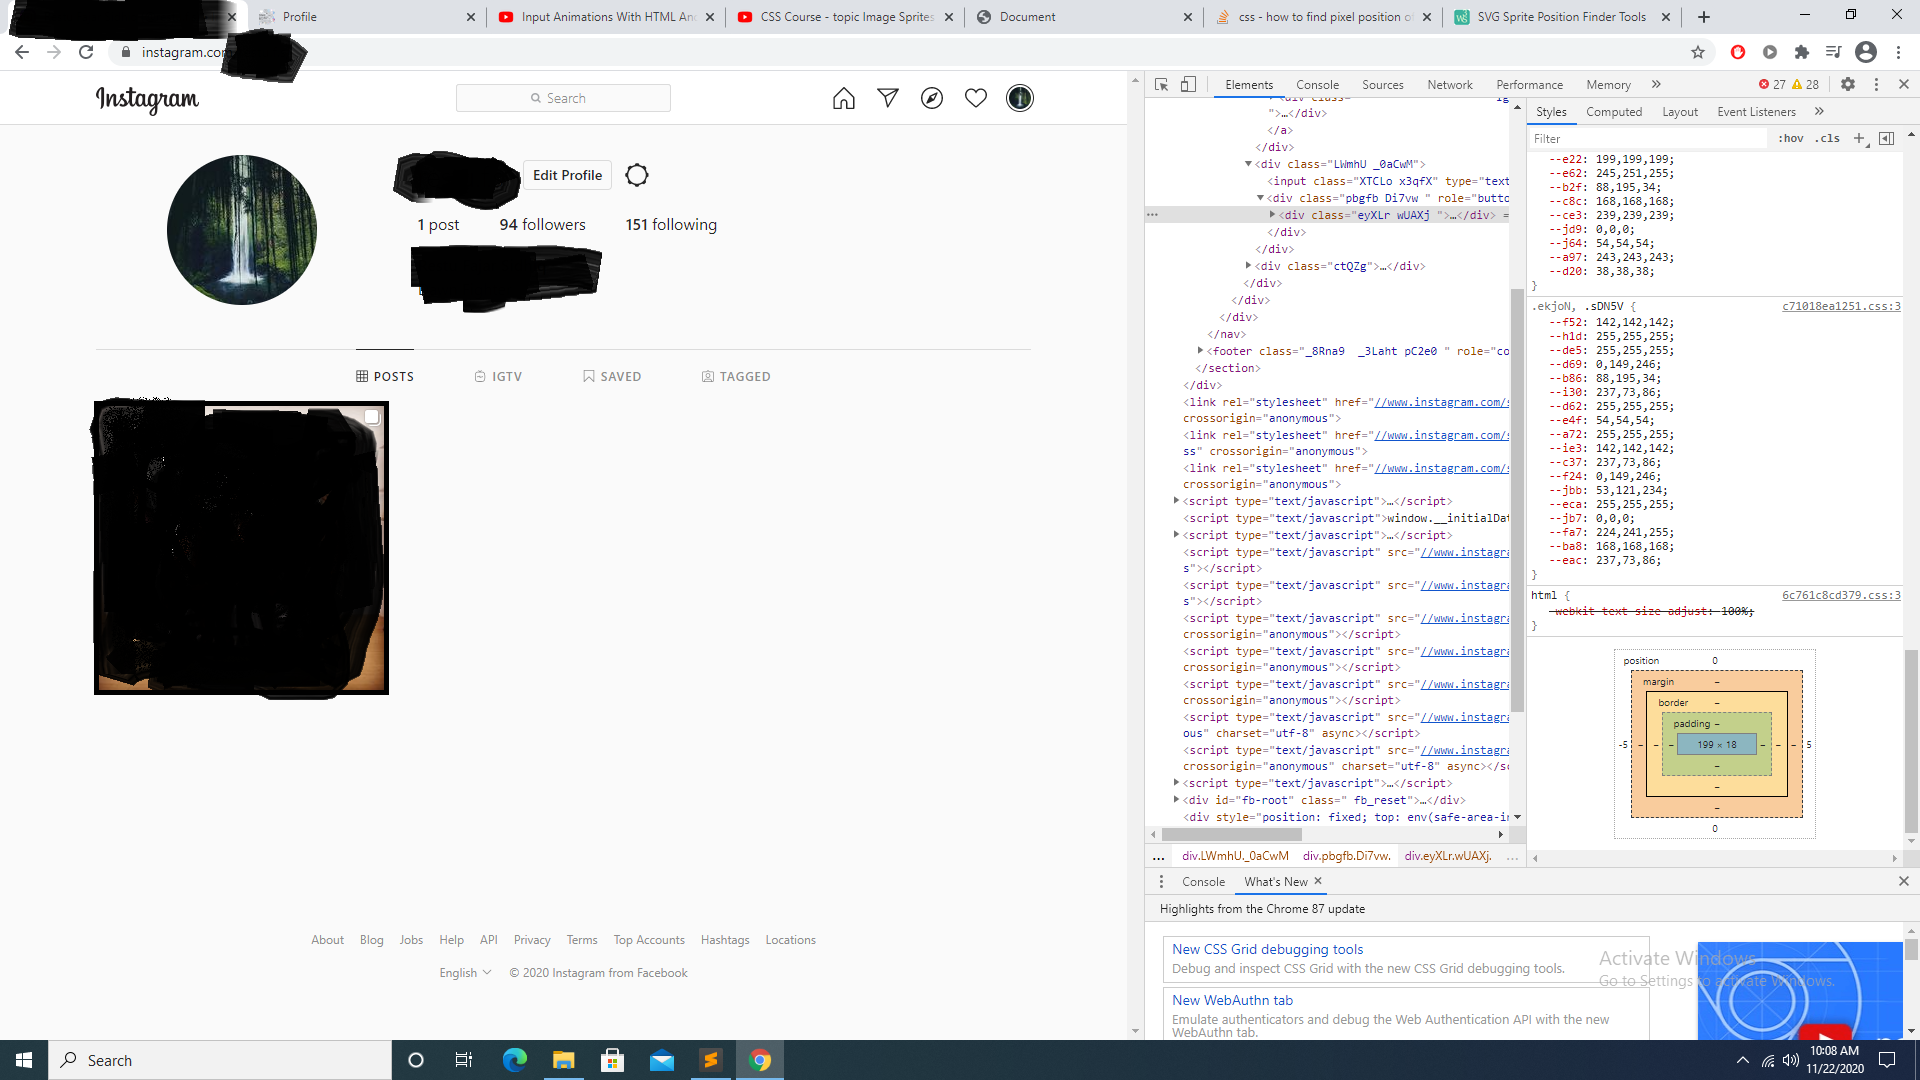 Profile
Input Animations With HTML And
CSS Course - topic Image Sprites
Document
css - how to find pixel position o
SVG Sprite Position Finder Tools
instagram.co
Instagram
Search
Edit Profile
1 post 94 followers 151 following
POSTS IGTV SAVED TAGGED
About Blog Jobs Help API Privacy Terms Top Accounts Hashtags Locations
English © 2020 Instagram from Facebook
Elements Console Sources Network Performance Memory » 27 28
">…</div>
</a>
</div>
<div class="LWmhU _0aCwM">
<input class="XTCLo x3qfX" type="text
<div class="pbgfb Di7vw " role="butto
<div class="eyXLr wUAXj ">…</div> =
</div>
</div>
<div class="ctQZg">…</div>
</div>
</div>
</div>
</nav>
<footer class="_8Rna9  _3Laht pC2e0 " role="co
</section>
</div>
<link rel="stylesheet" href="//www.instagram.com/s
crossorigin="anonymous">
<link rel="stylesheet" href="//www.instagram.com/s
ss" crossorigin="anonymous">
<link rel="stylesheet" href="//www.instagram.com/s
crossorigin="anonymous">
<script type="text/javascript">…</script>
<script type="text/javascript">window.__initialDat
<script type="text/javascript">…</script>
<script type="text/javascript" src="//www.instagra
s"></script>
<script type="text/javascript" src="//www.instagra
s"></script>
<script type="text/javascript" src="//www.instagra
crossorigin="anonymous"></script>
<script type="text/javascript" src="//www.instagra
crossorigin="anonymous"></script>
<script type="text/javascript" src="//www.instagra
crossorigin="anonymous"></script>
<script type="text/javascript" src="//www.instagra
ous" charset="utf-8" async></script>
<script type="text/javascript" src="//www.instagra
crossorigin="anonymous" charset="utf-8" async></sc
<script type="text/javascript">…</script>
<div id="fb-root" class=" fb_reset">…</div>
<div style="position: fixed; top: env(safe-area-in
... div.LWmhU._0aCwM div.pbgfb.Di7vw. div.eyXLr.wUAXj. ...
Styles Computed Layout Event Listeners »
Filter :hov .cls +
--e22: 199,199,199;
--e62: 245,251,255;
--b2f: 88,195,34;
--c8c: 168,168,168;
--ce3: 239,239,239;
--jd9: 0,0,0;
--j64: 54,54,54;
--a97: 243,243,243;
--d20: 38,38,38;
}
.ekjoN, .sDN5V { c71018ea1251.css:3
--f52: 142,142,142;
--h1d: 255,255,255;
--de5: 255,255,255;
--d69: 0,149,246;
--b86: 88,195,34;
--i30: 237,73,86;
--d62: 255,255,255;
--e4f: 54,54,54;
--a72: 255,255,255;
--ie3: 142,142,142;
--c37: 237,73,86;
--f24: 0,149,246;
--jbb: 53,121,234;
--eca: 255,255,255;
--jb7: 0,0,0;
--fa7: 224,241,255;
--ba8: 168,168,168;
--eac: 237,73,86;
}
html { 6c761c8cd379.css:3
-webkit-text-size-adjust: 100%;
}
position 0
margin –
border –
padding –
-5 – – – 199 × 18 – – – 5
–
–
–
0
Console What's New
Highlights from the Chrome 87 update
New CSS Grid debugging tools
Debug and inspect CSS Grid with the new CSS Grid debugging tools.
New WebAuthn tab
Emulate authenticators and debug the Web Authentication API with the new
WebAuthn tab.
Activate Windows
Go to Settings to activate Windows.
Search
10:08 AM
11/22/2020